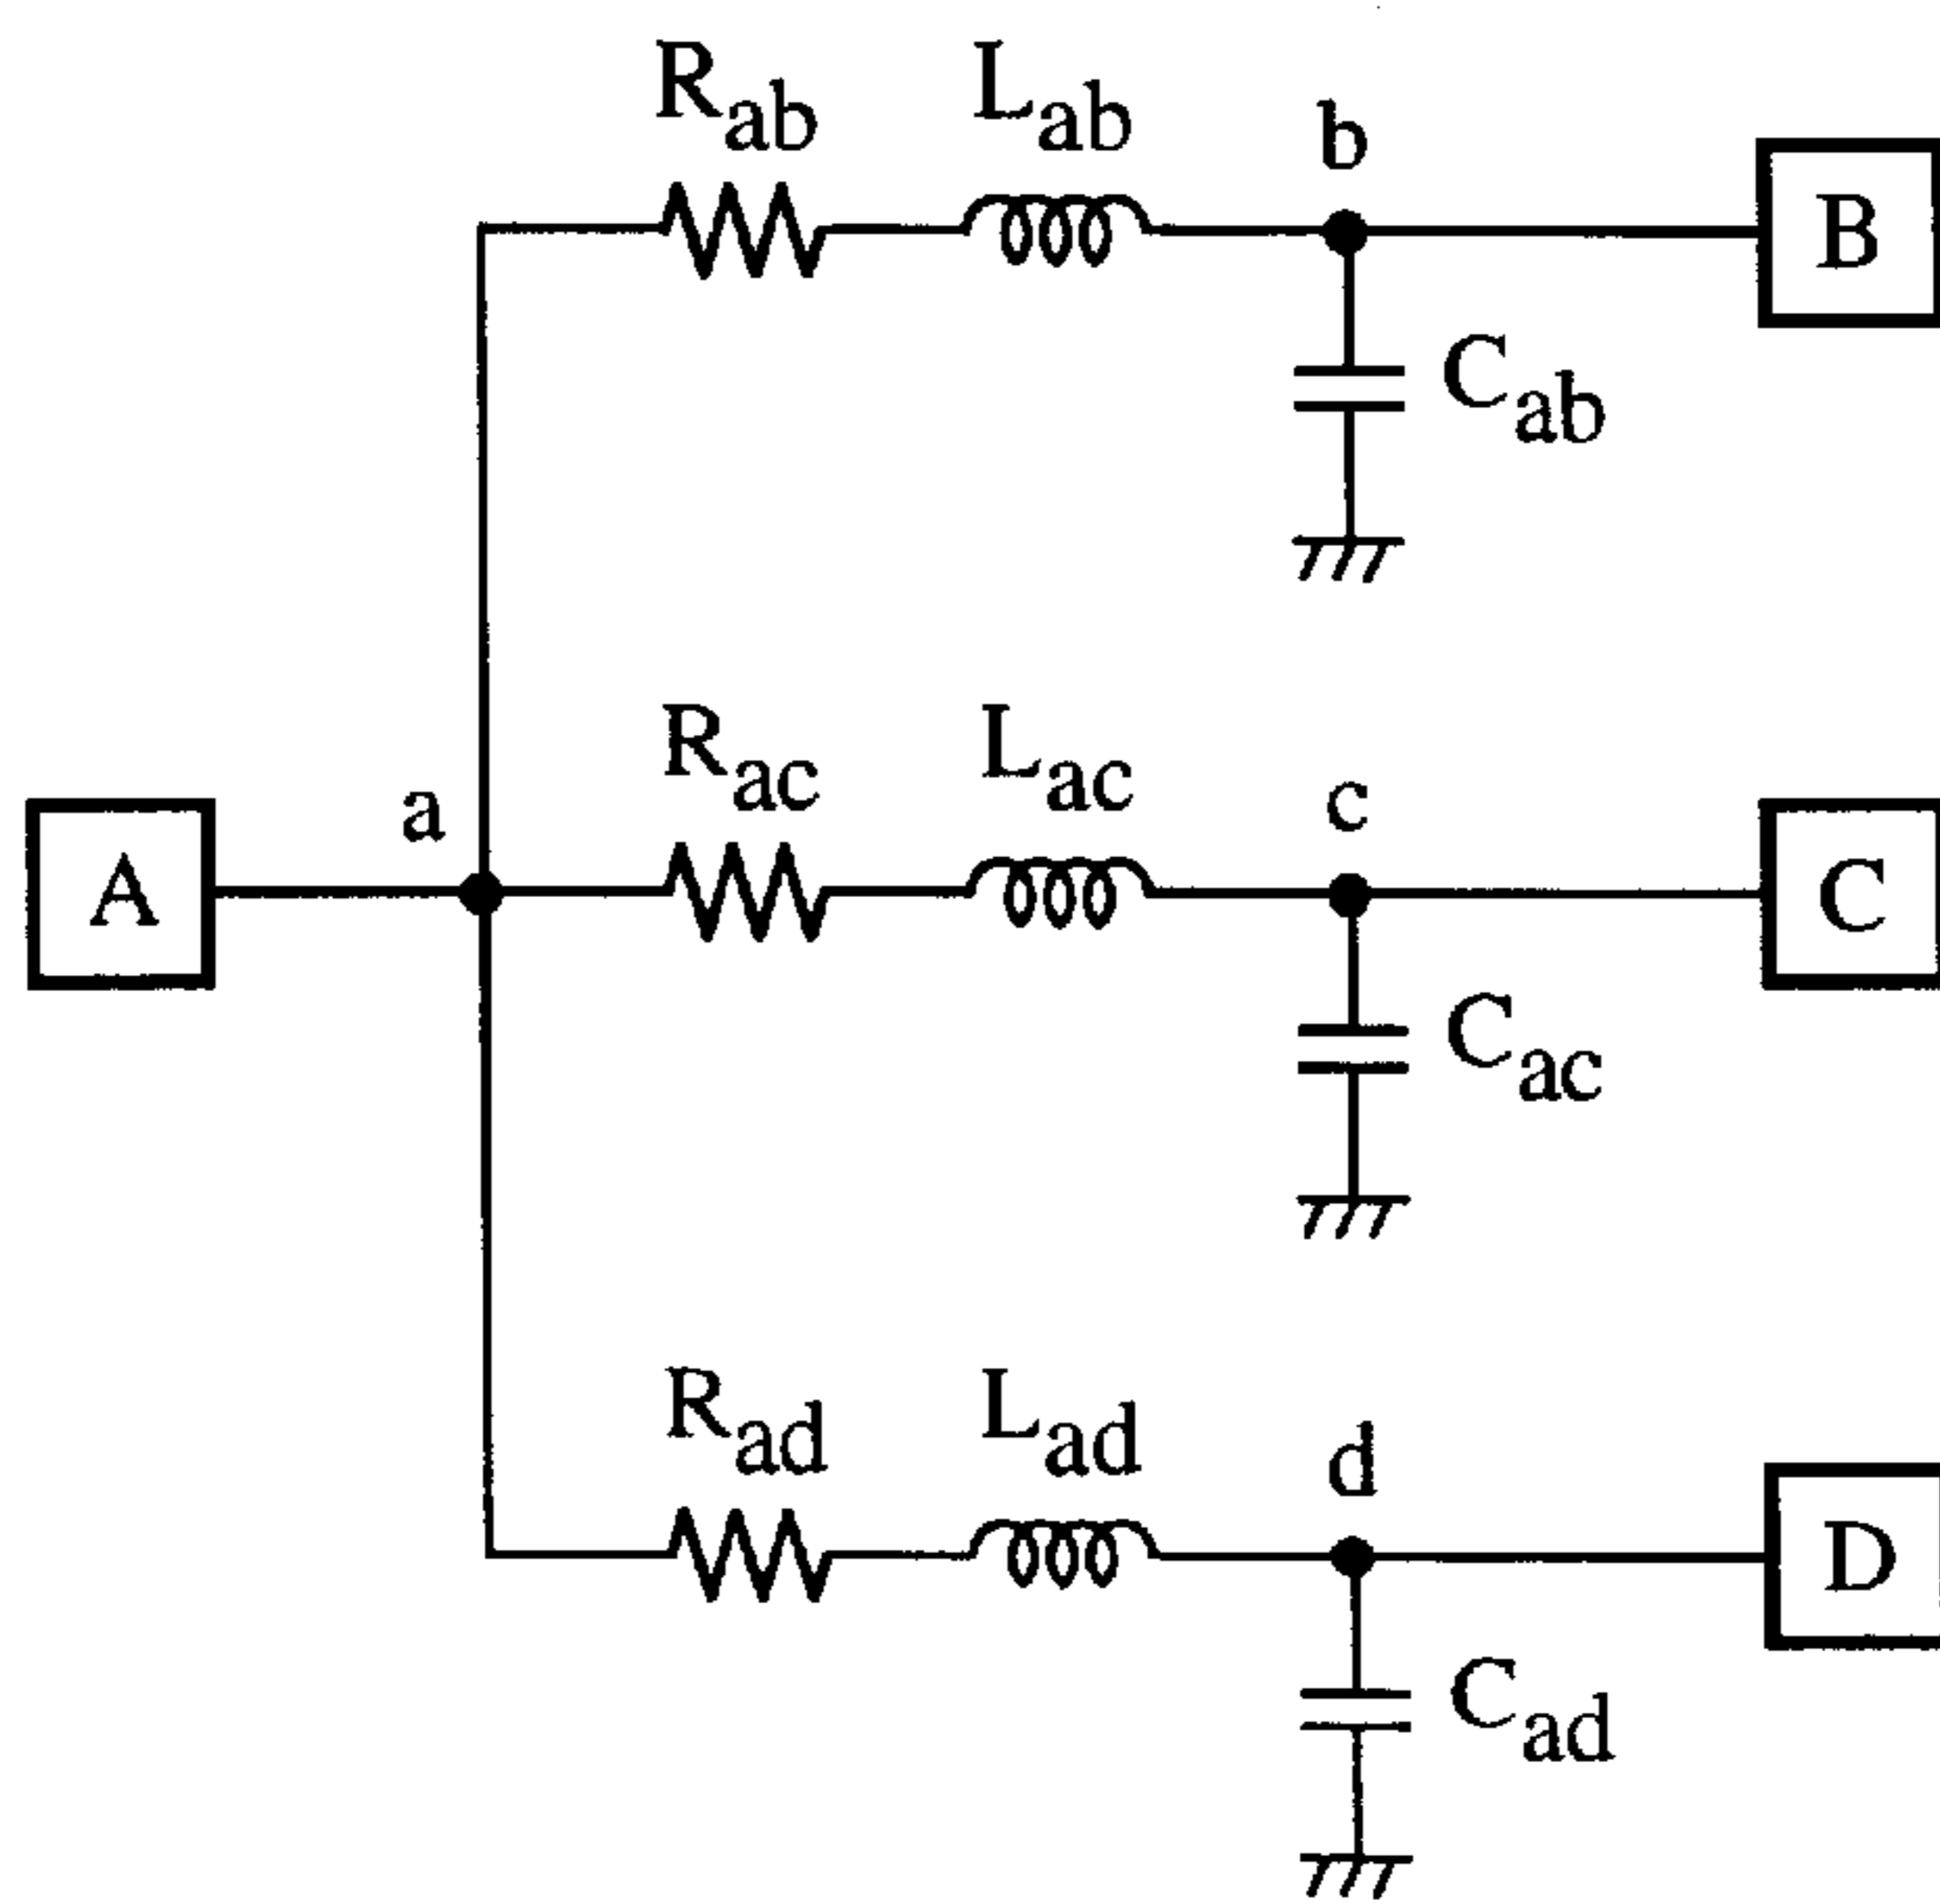 R_ab L_ab b
B
C_ab
R_ac L_ac c
a
A C
C_ac
R_ad L_ad d
D
C_ad